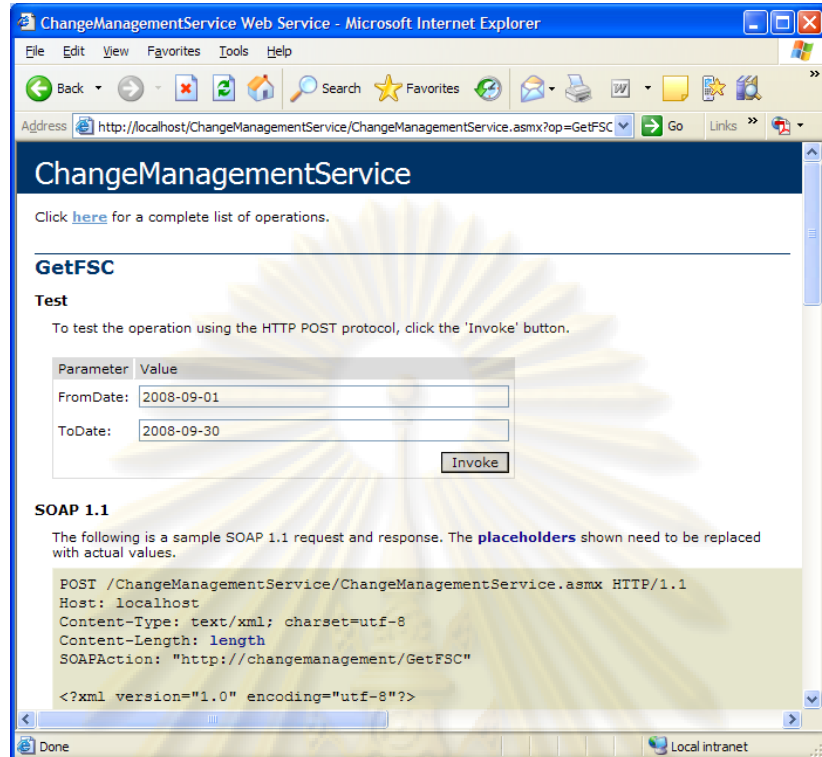 ChangeManagementService Web Service - Microsoft Internet Explorer
File Edit View Favorites Tools Help
Back Search Favorites W »
Address http://localhost/ChangeManagementService/ChangeManagementService.asmx?op=GetFSC Go Links »
ChangeManagementService
Click here for a complete list of operations.
GetFSC
Test
To test the operation using the HTTP POST protocol, click the 'Invoke' button.
Parameter Value
FromDate: 2008-09-01
ToDate: 2008-09-30
Invoke
SOAP 1.1
The following is a sample SOAP 1.1 request and response. The placeholders shown need to be replaced
with actual values.
POST /ChangeManagementService/ChangeManagementService.asmx HTTP/1.1
Host: localhost
Content-Type: text/xml; charset=utf-8
Content-Length: length
SOAPAction: "http://changemanagement/GetFSC"
<?xml version="1.0" encoding="utf-8"?>
Done Local intranet